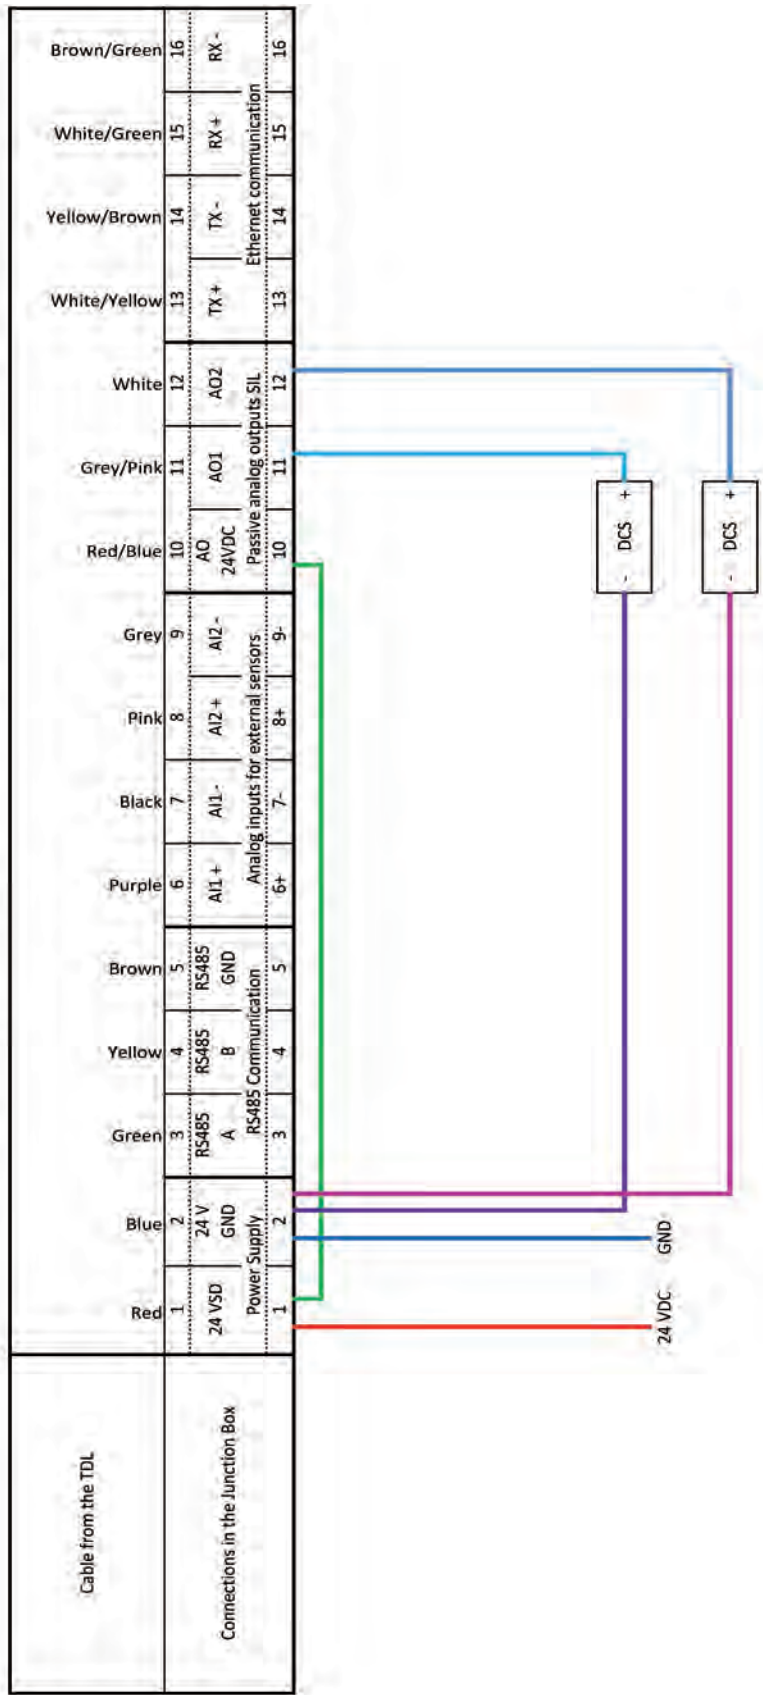 Cable from the TDL
Red
Blue
Green
Yellow
Brown
Purple
Black
Pink
Grey
Red/Blue
Grey/Pink
White
White/Yellow
Yellow/Brown
White/Green
Brown/Green
Connections in the Junction Box
1
2
3
4
5
6
7
8
9
10
11
12
13
14
15
16
24 VSD
24 V
GND
RS485
A
RS485
B
RS485
GND
AI1 +
AI1 -
AI2 +
AI2 -
AO
24VDC
AO1
AO2
TX +
TX -
RX +
RX -
Power Supply
RS485 Communication
Analog inputs for external sensors
Passive analog outputs SIL
Ethernet communication
1
2
3
4
5
6+
7-
8+
9-
10
11
12
13
14
15
16
- DCS +
- DCS +
24 VDC
GND